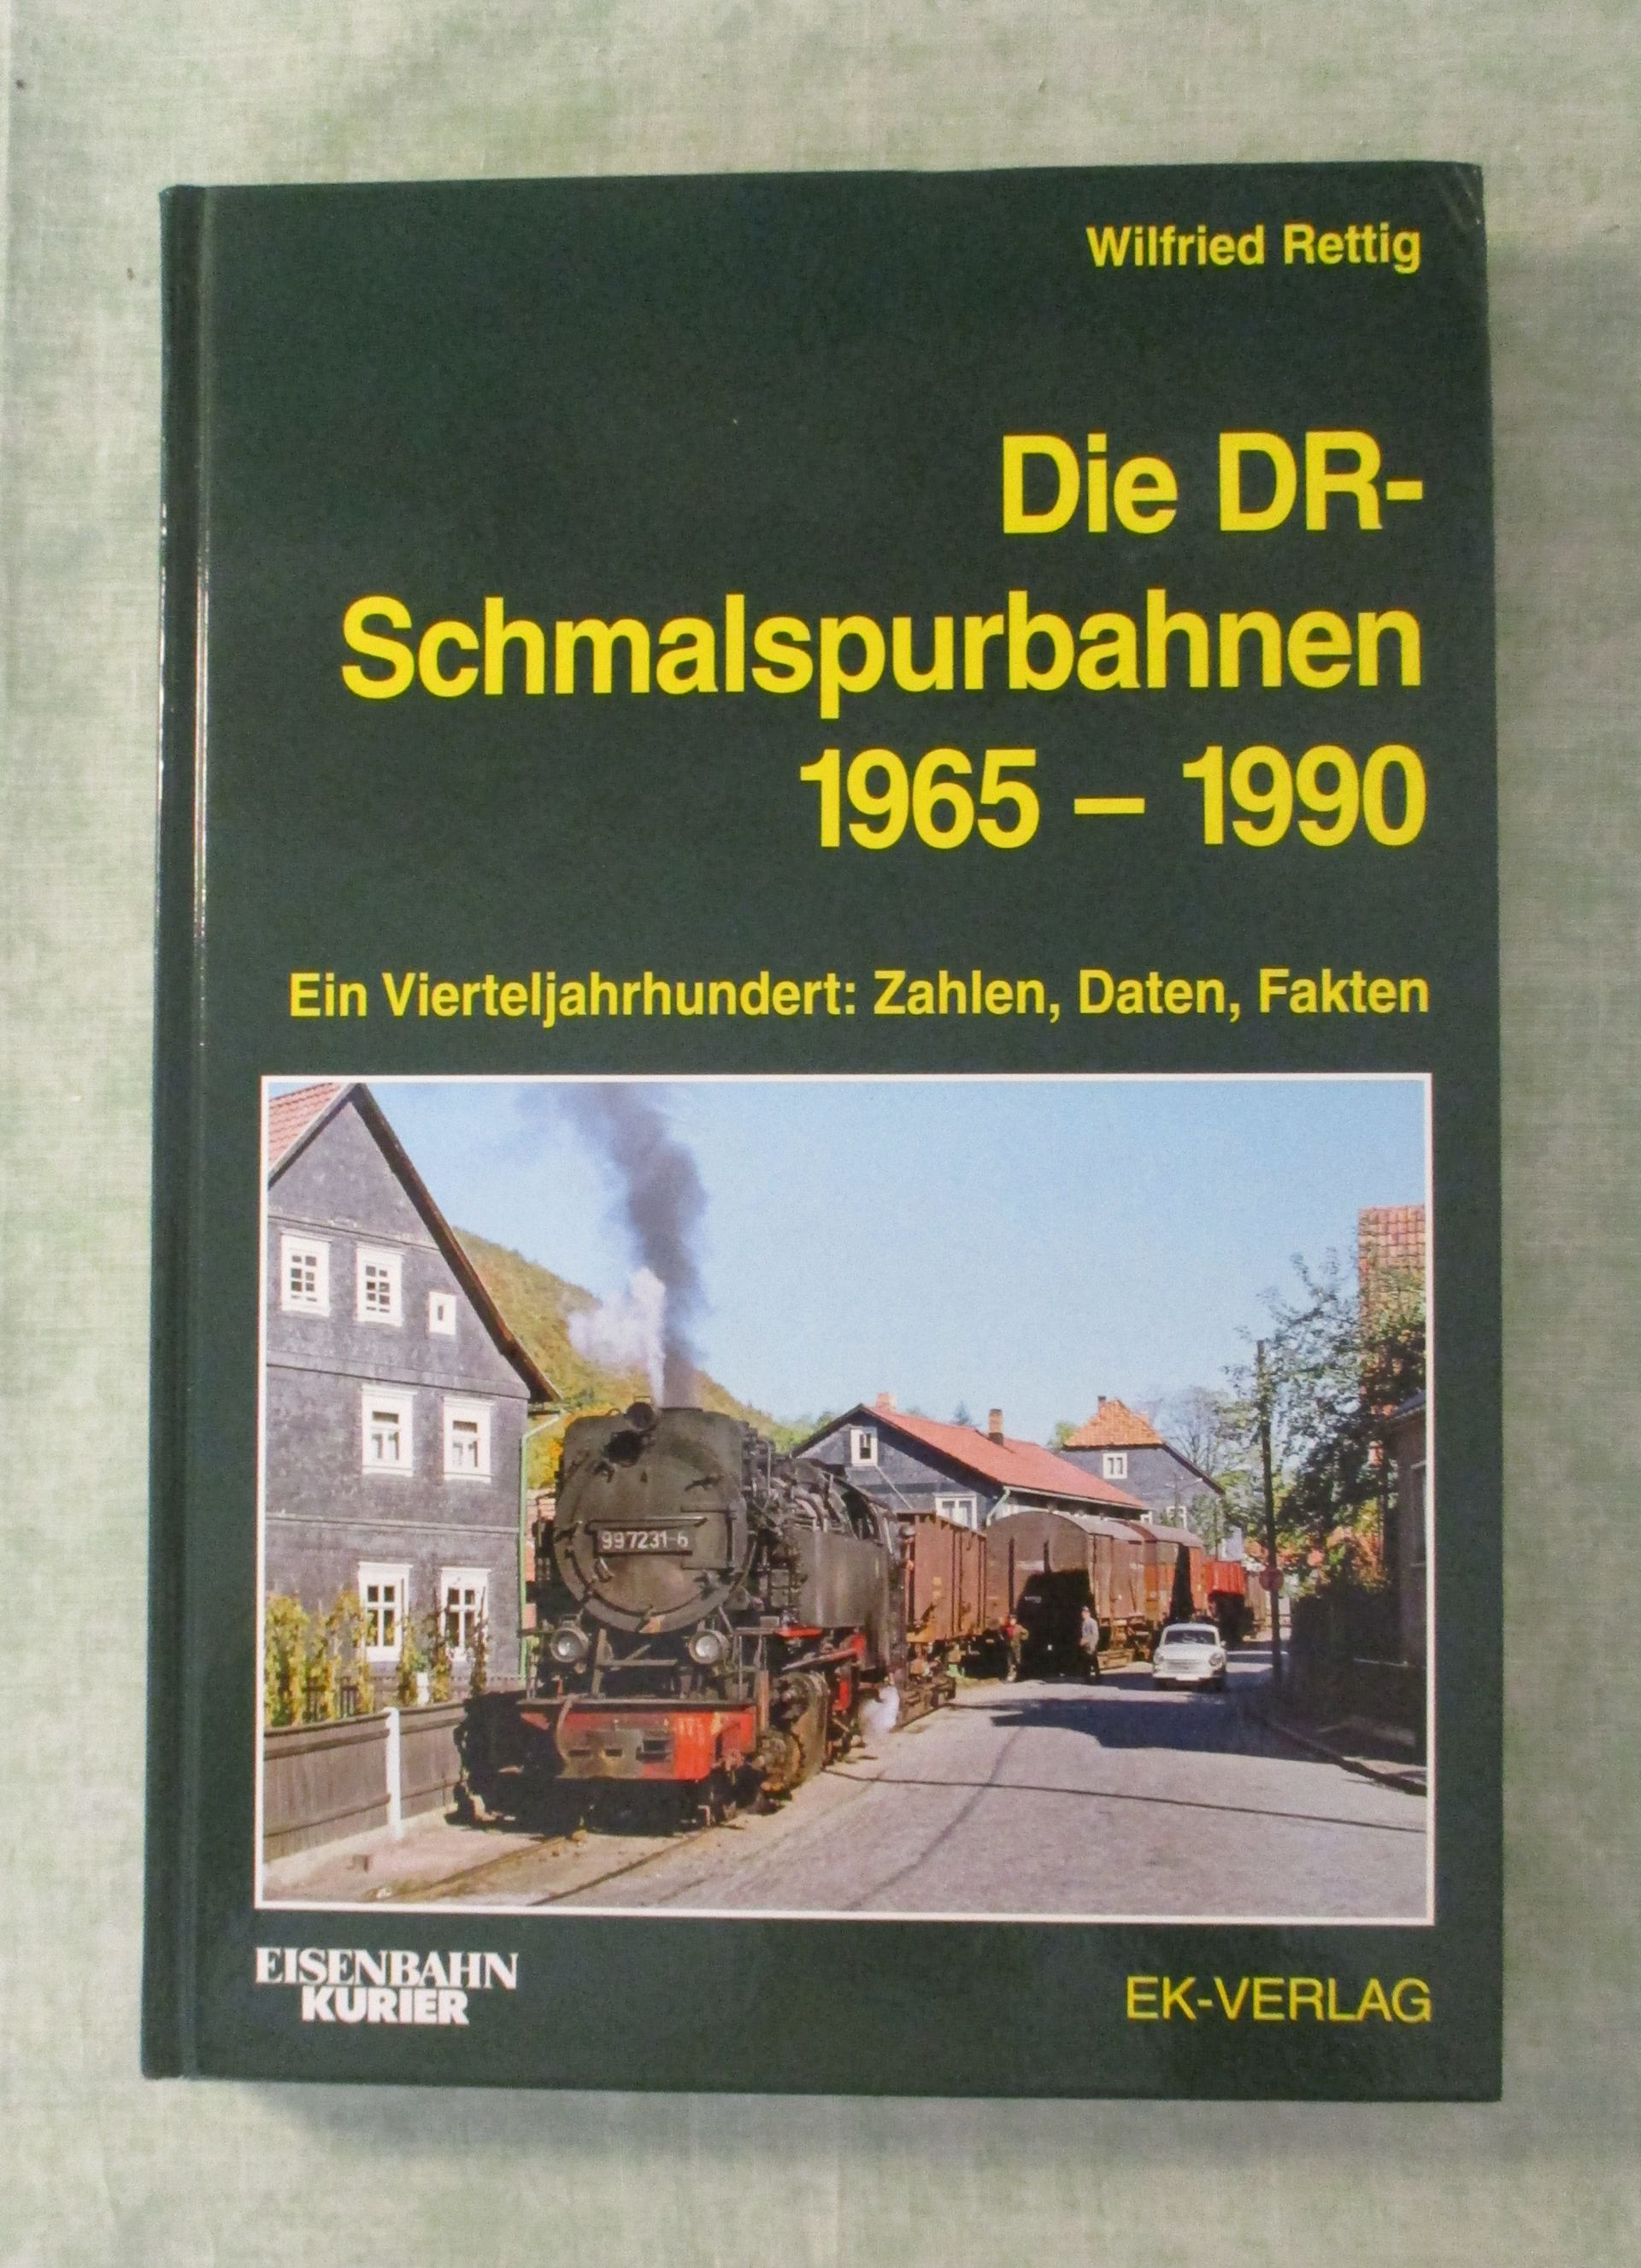 Wilfried Rettig
Die DR-
Schmalspurbahnen
1965 – 1990
Ein Vierteljahrhundert: Zahlen, Daten, Fakten
99 7231-6
EISENBAHN
KURIER
EK-VERLAG